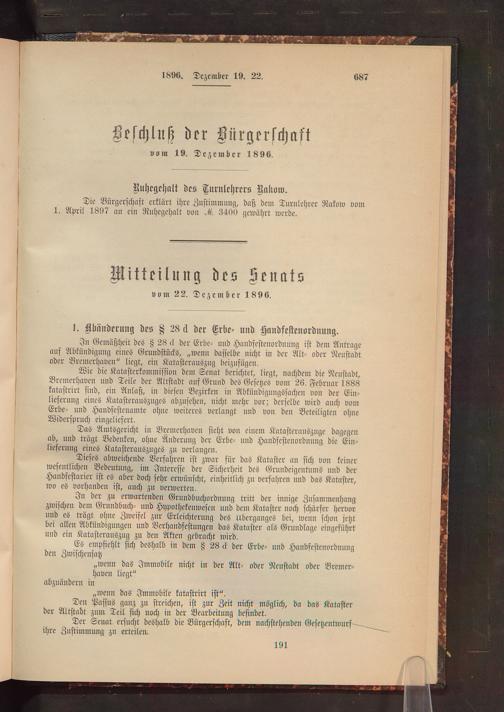 1896. Dezember 19. 22.
687
Beschluß der Bürgerschaft
vom 19. Dezember 1896.
Ruhegehalt des Turnlehrers Rakow.
Die Bürgerschaft erklärt ihre Zustimmung, daß dem Turnlehrer Rakow vom
1. April 1897 an ein Ruhegehalt von M. 3400 gewährt werde.
Mitteilung des Senats
vom 22. Dezember 1896.
1. Abänderung des § 28 d der Erbe- und Handfestenordnung.
In Gemäßheit des § 28 d der Erbe- und Handfestenordnung ist dem Antrage
auf Abkündigung eines Grundstücks, „wenn dasselbe nicht in der Alt- oder Neustadt
oder Bremerhaven" liegt, ein Katasterauszug beizufügen.
Wie die Katasterkommission dem Senat berichtet, liegt, nachdem die Neustadt,
Bremerhaven und Teile der Altstadt auf Grund des Gesetzes vom 26. Februar 1888
katastrirt sind, ein Anlaß, in diesen Bezirken in Abkündigungssachen von der Ein-
lieferung eines Katasterauszuges abzusehen, nicht mehr vor; derselbe wird auch vom
Erbe- und Handfestenamte ohne weiteres verlangt und von den Beteiligten ohne
Widerspruch eingeliefert.
Das Amtsgericht in Bremerhaven sieht von einem Katasterauszuge dagegen
ab, und trägt Bedenken, ohne Änderung der Erbe- und Handfestenordnung die Ein-
lieferung eines Katasterauszuges zu verlangen.
Dieses abweichende Verfahren ist zwar für das Kataster an sich von keiner
wesentlichen Bedeutung, im Interesse der Sicherheit des Grundeigentums und der
Handfestarier ist es aber doch sehr erwünscht, einheitlich zu verfahren und das Kataster,
wo es vorhanden ist, auch zu verwerten.
In der zu erwartenden Grundbuchordnung tritt der innige Zusammenhang
zwischen dem Grundbuch- und Hypothekenwesen und dem Kataster noch schärfer hervor
und es trägt ohne Zweifel zur Erleichterung des Überganges bei, wenn schon jetzt
bei allen Abkündigungen und Verhandfestungen das Kataster als Grundlage eingeführt
und ein Katasterauszug zu den Akten gebracht wird.
Es empfiehlt sich deshalb in dem § 28 d der Erbe- und Handfestenordnung
den Zwischensatz
„wenn das Immobile nicht in der Alt- oder Neustadt oder Bremer-
haven liegt"
abzuändern in
„wenn das Immobile katastrirt ist".
Den Passus ganz zu streichen, ist zur Zeit nicht möglich, da das Kataster
der Altstadt zum Teil sich noch in der Bearbeitung befindet.
Der Senat ersucht deshalb die Bürgerschaft, dem nachstehenden Gesetzentwurf
ihre Zustimmung zu erteilen.
191